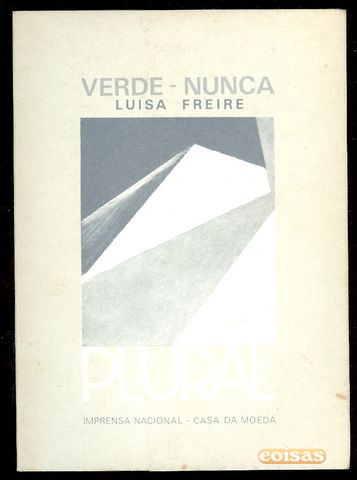 VERDE - NUNCA
LUISA FREIRE
PLURAL
IMPRENSA NACIONAL - CASA DA MOEDA
coisas